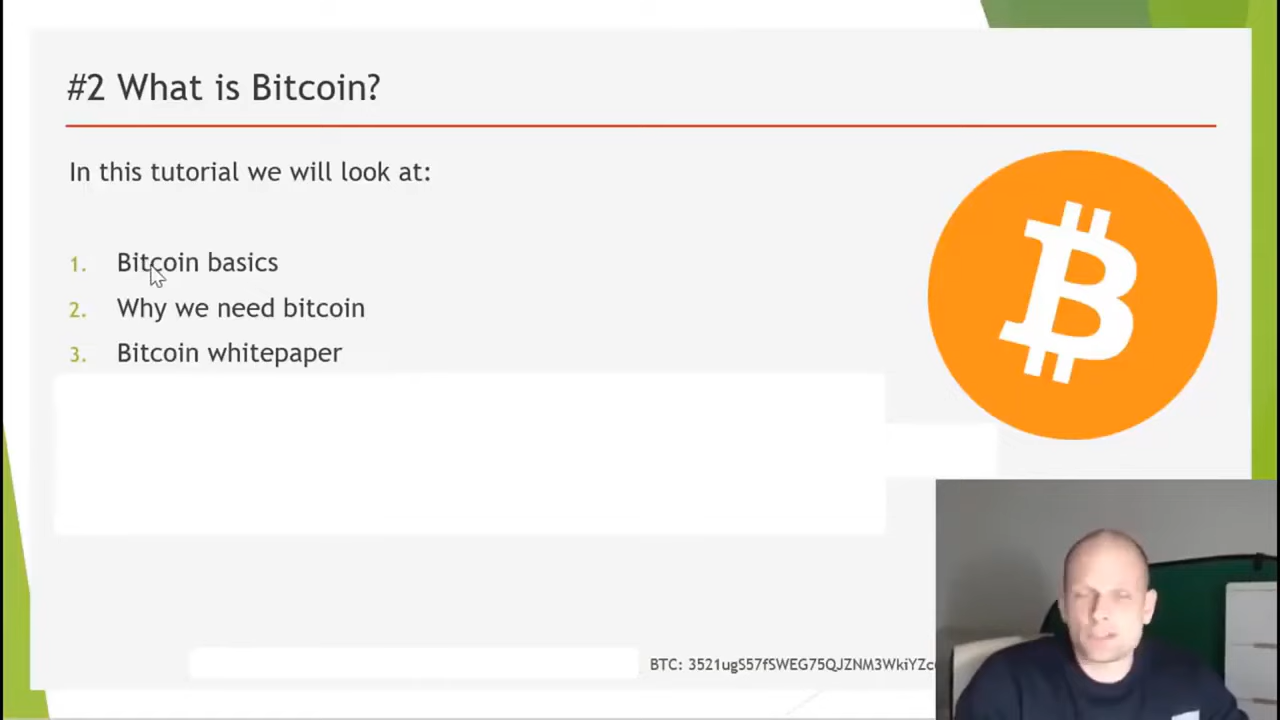 #2 What is Bitcoin?
In this tutorial we will look at:
1. Bitcoin basics
2. Why we need bitcoin
3. Bitcoin whitepaper
BTC: